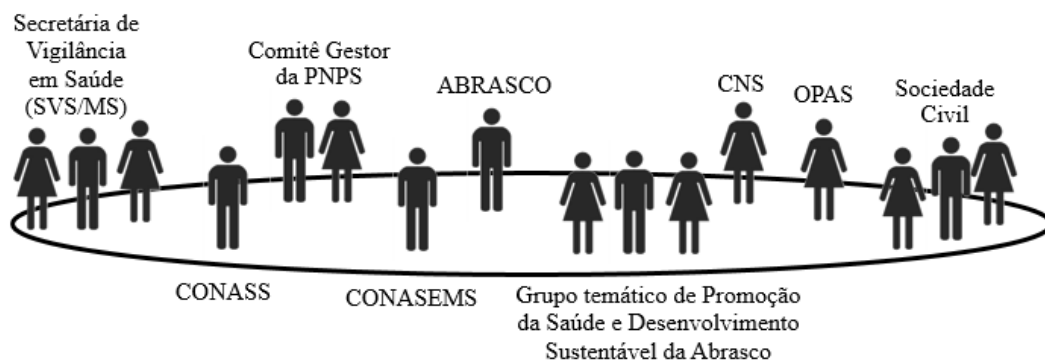 Secretária de
Vigilância
em Saúde
(SVS/MS)
Comitê Gestor
da PNPS
ABRASCO
CNS
OPAS
Sociedade
Civil
CONASS
CONASEMS
Grupo temático de Promoção
da Saúde e Desenvolvimento
Sustentável da Abrasco